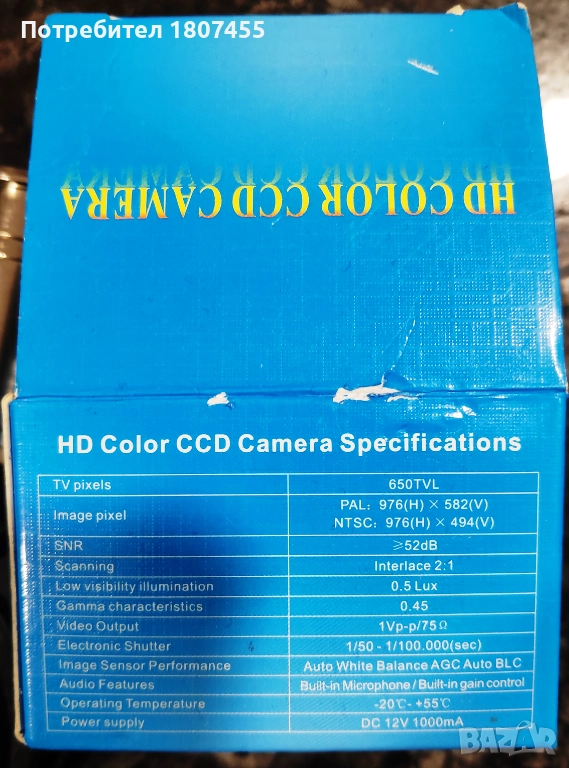 Потребител 1807455
HD COLOR CCD CAMERA
HD Color CCD Camera Specifications
TV pixels 650TVL
Image pixel PAL: 976(H) × 582(V)
NTSC: 976(H) × 494(V)
SNR ≥52dB
Scanning Interlace 2:1
Low visibility illumination 0.5 Lux
Gamma characteristics 0.45
Video Output 1Vp-p/75Ω
Electronic Shutter 1/50 - 1/100.000(sec)
Image Sensor Performance Auto White Balance AGC Auto BLC
Audio Features Built-in Microphone / Built-in gain control
Operating Temperature -20℃- +55℃
Power supply DC 12V 1000mA
BAZAR